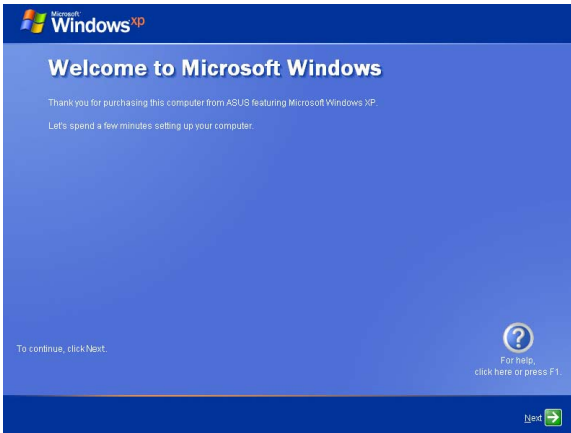 Microsoft
Windows xp
Welcome to Microsoft Windows
Thank you for purchasing this computer from ASUS featuring Microsoft Windows XP.
Let's spend a few minutes setting up your computer.
To continue, click Next.
For help,
click here or press F1.
Next